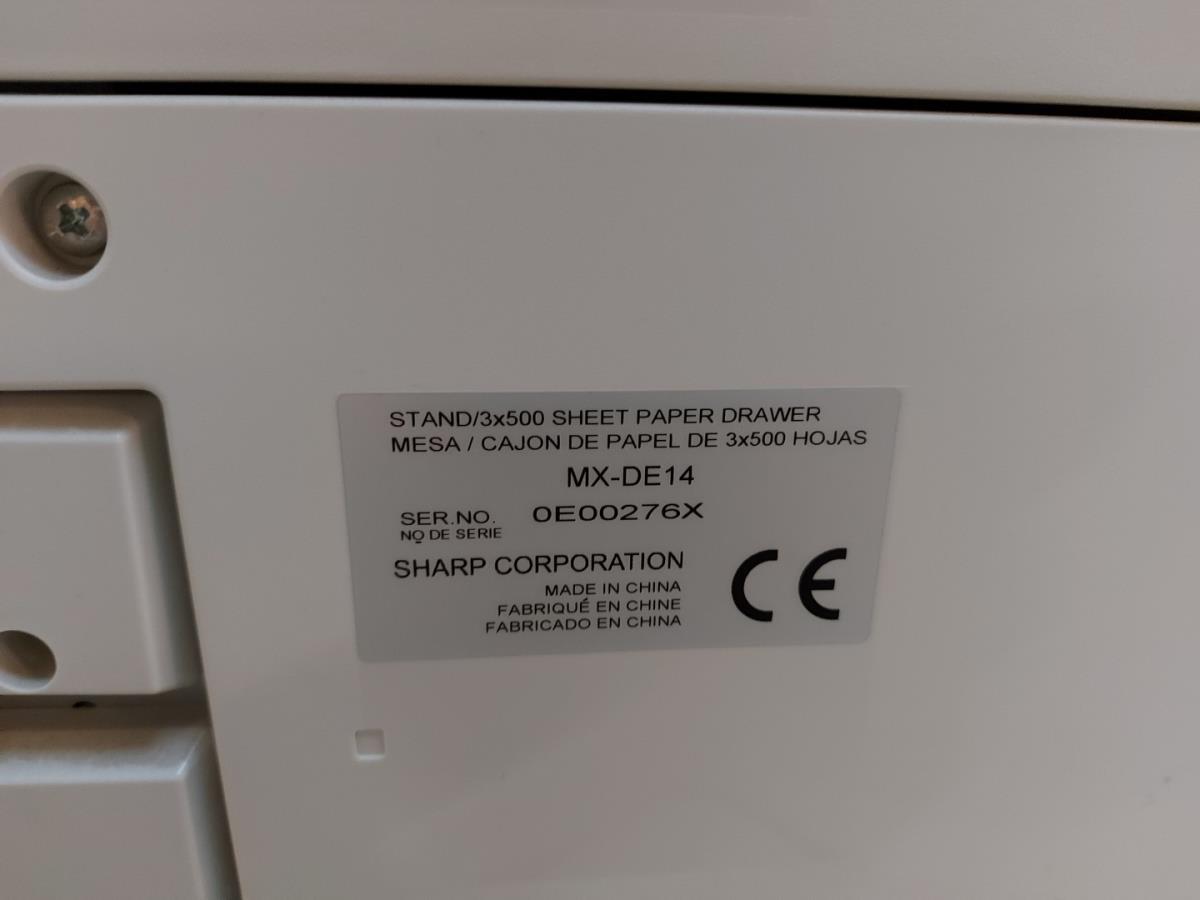 STAND/3x500 SHEET PAPER DRAWER
MESA / CAJON DE PAPEL DE 3x500 HOJAS
MX-DE14
SER.NO. 0E00276X
NO DE SERIE
SHARP CORPORATION
MADE IN CHINA
FABRIQUÉ EN CHINE
FABRICADO EN CHINA
CE